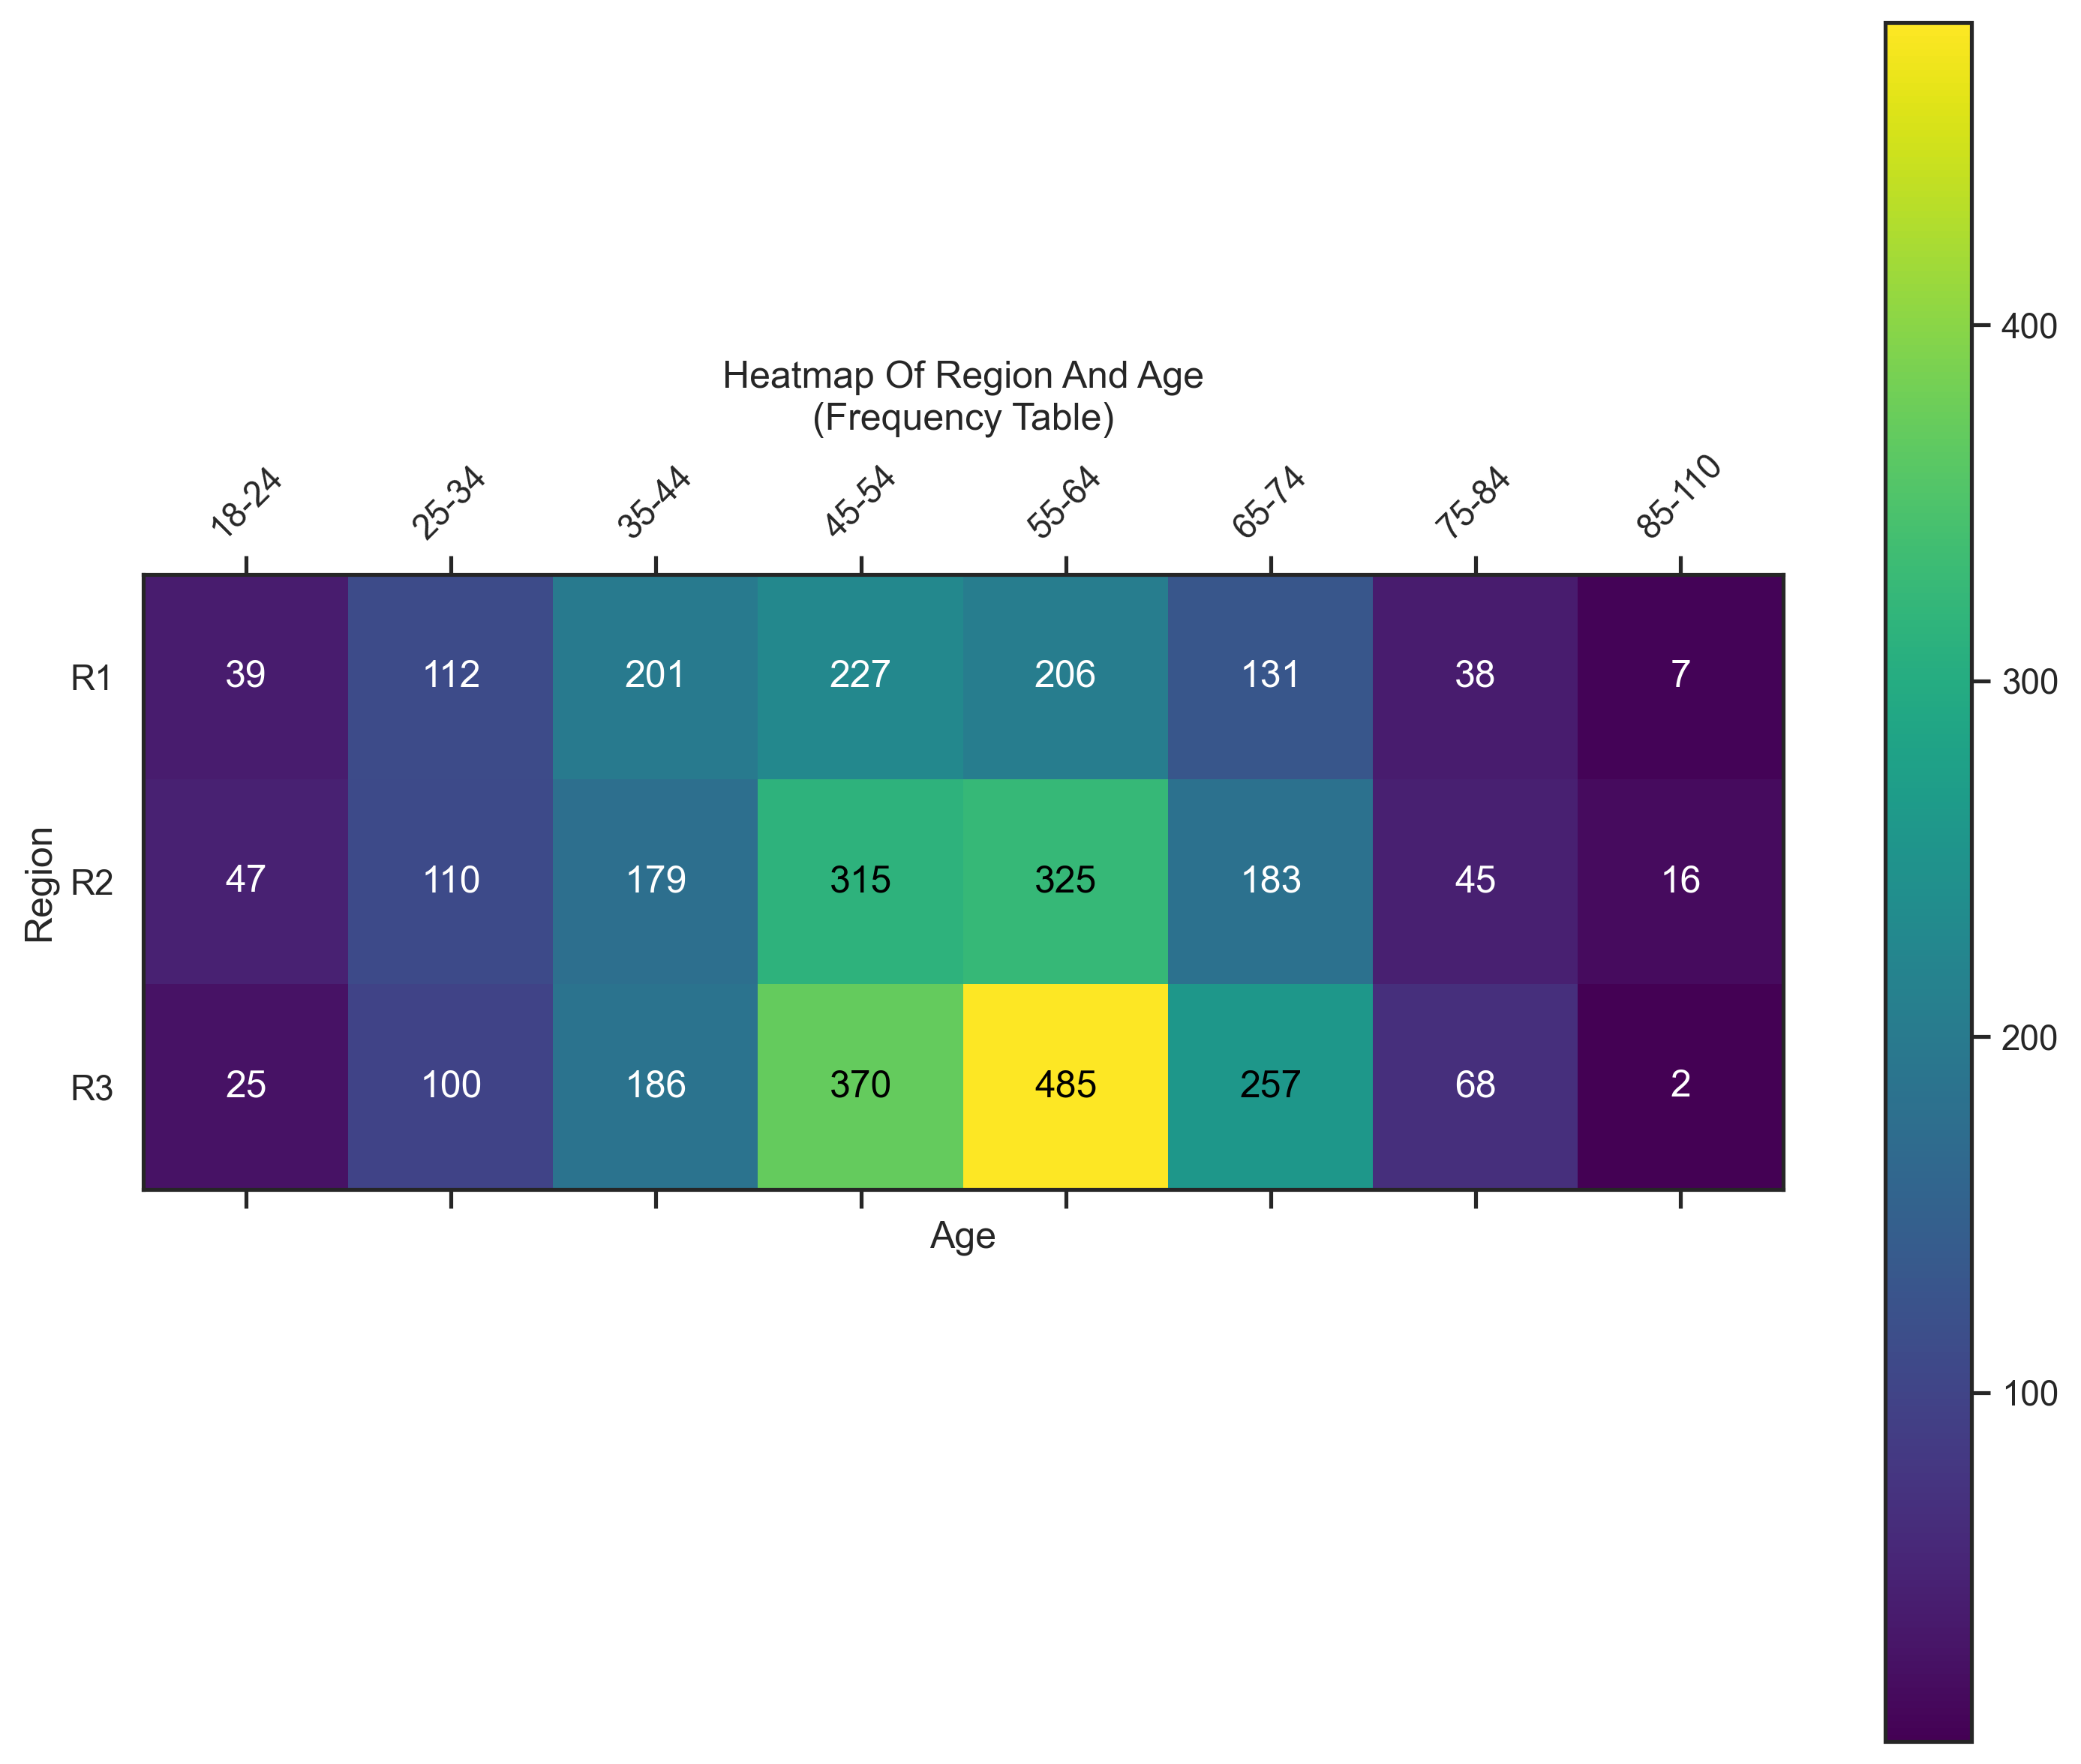 Heatmap Of Region And Age
(Frequency Table)
18-24 25-34 35-44 45-54 55-64 65-74 75-84 85-110
R1 39 112 201 227 206 131 38 7
R2 47 110 179 315 325 183 45 16
R3 25 100 186 370 485 257 68 2
Region
Age
400
300
200
100